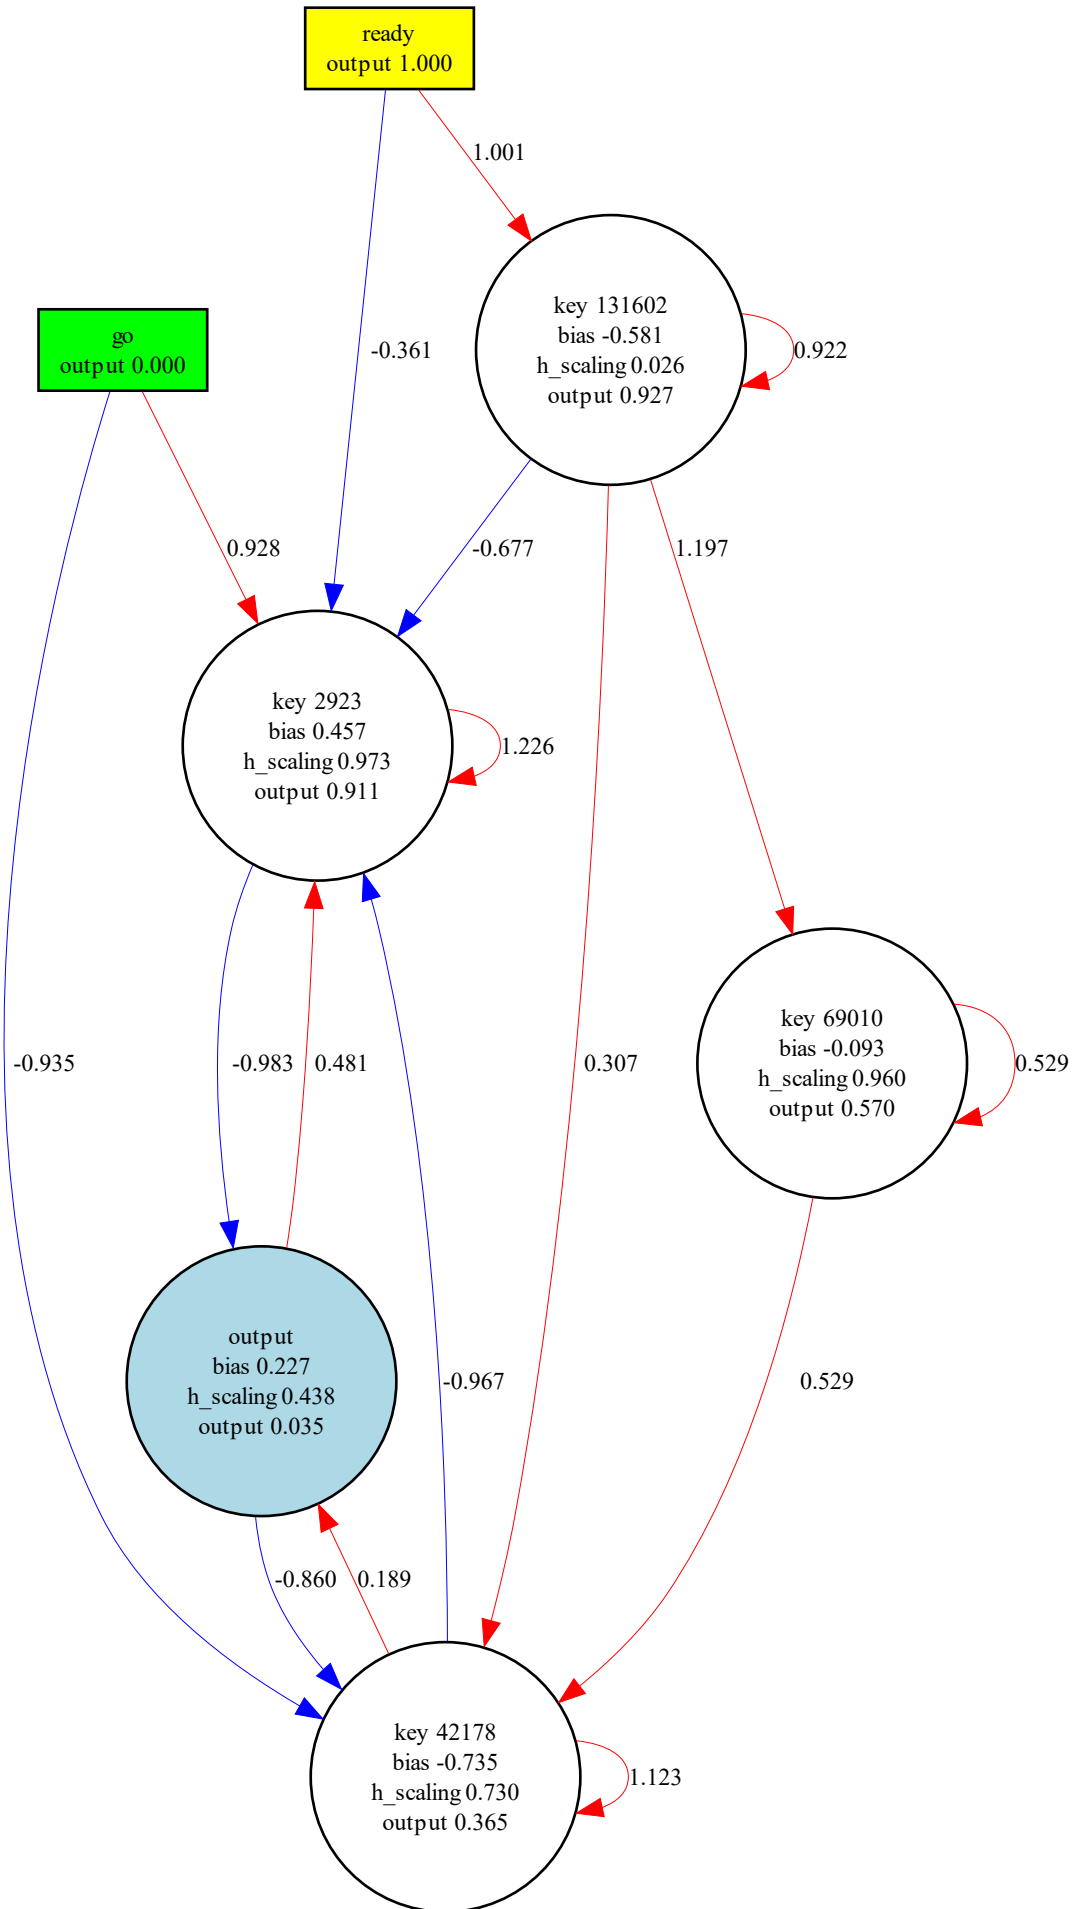 ready
output 1.000
1.001
key 131602
bias -0.581
h_scaling 0.026
output 0.927
0.922
go
output 0.000
-0.361
0.928
-0.677
1.197
key 2923
bias 0.457
h_scaling 0.973
output 0.911
1.226
key 69010
bias -0.093
h_scaling 0.960
output 0.570
0.529
-0.935
-0.983
0.481
0.307
output
bias 0.227
h_scaling 0.438
output 0.035
-0.967
0.529
-0.860
0.189
key 42178
bias -0.735
h_scaling 0.730
output 0.365
1.123